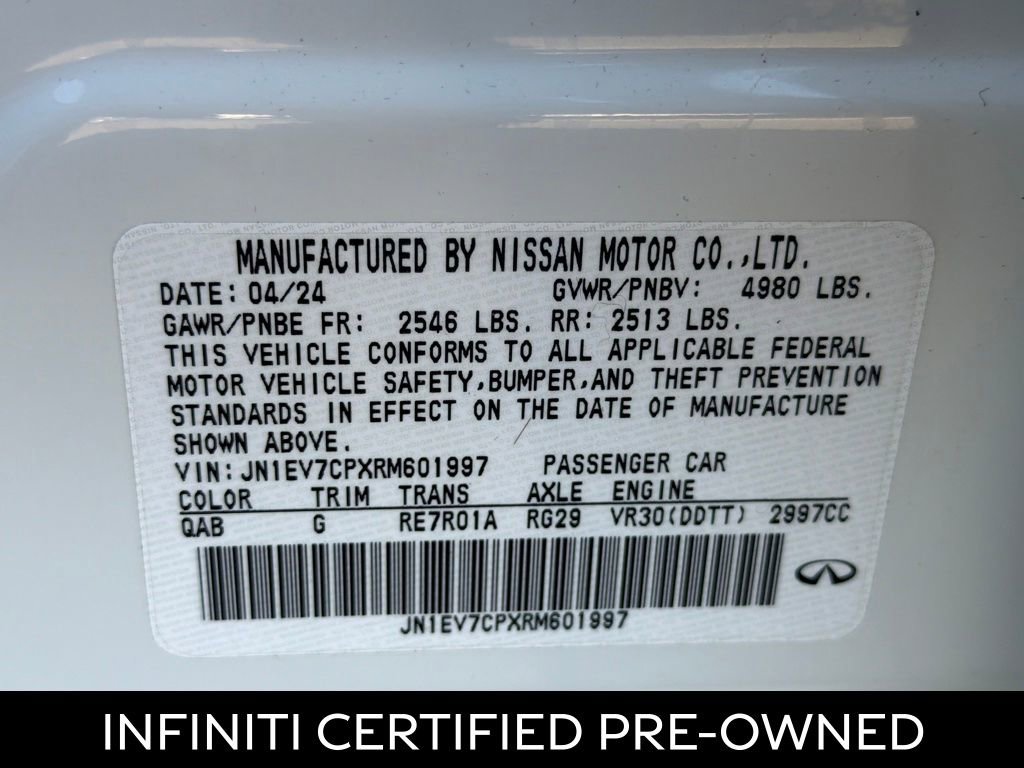 MANUFACTURED BY NISSAN MOTOR CO.,LTD.
DATE: 04/24 GVWR/PNBV: 4980 LBS.
GAWR/PNBE FR: 2546 LBS. RR: 2513 LBS.
THIS VEHICLE CONFORMS TO ALL APPLICABLE FEDERAL
MOTOR VEHICLE SAFETY,BUMPER,AND THEFT PREVENTION
STANDARDS IN EFFECT ON THE DATE OF MANUFACTURE
SHOWN ABOVE.
VIN:JN1EV7CPXRM601997 PASSENGER CAR
COLOR TRIM TRANS AXLE ENGINE
QAB G RE7R01A RG29 VR30(DDTT) 2997CC
JN1EV7CPXRM601997
INFINITI CERTIFIED PRE-OWNED